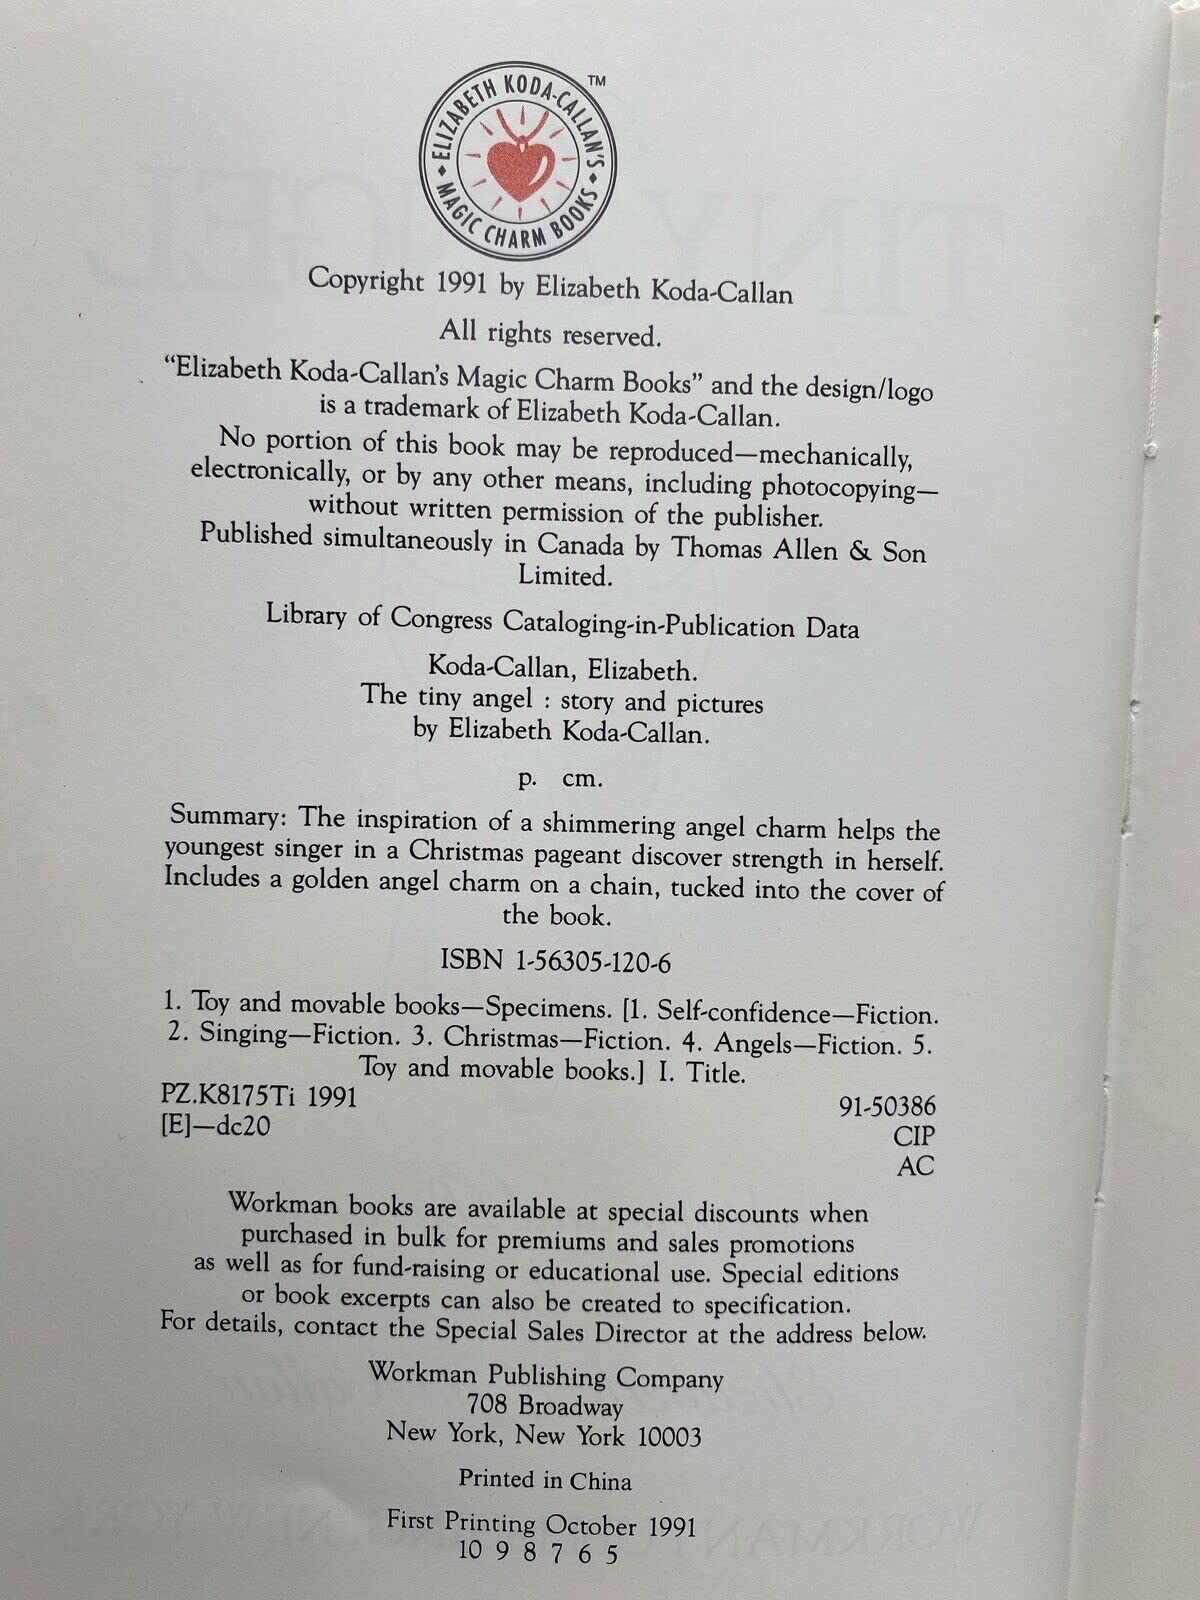 ELIZABETH KODA-CALLAN'S
MAGIC CHARM BOOKS
TM
Copyright 1991 by Elizabeth Koda-Callan
All rights reserved.
“Elizabeth Koda-Callan's Magic Charm Books” and the design/logo
is a trademark of Elizabeth Koda-Callan.
No portion of this book may be reproduced—mechanically,
electronically, or by any other means, including photocopying—
without written permission of the publisher.
Published simultaneously in Canada by Thomas Allen & Son
Limited.
Library of Congress Cataloging-in-Publication Data
Koda-Callan, Elizabeth.
The tiny angel : story and pictures
by Elizabeth Koda-Callan.
p. cm.
Summary: The inspiration of a shimmering angel charm helps the
youngest singer in a Christmas pageant discover strength in herself.
Includes a golden angel charm on a chain, tucked into the cover of
the book.
ISBN 1-56305-120-6
1. Toy and movable books—Specimens. [1. Self-confidence—Fiction.
2. Singing—Fiction. 3. Christmas—Fiction. 4. Angels—Fiction. 5.
Toy and movable books.] I. Title.
PZ.K8175Ti 1991 91-50386
[E]—dc20 CIP
AC
Workman books are available at special discounts when
purchased in bulk for premiums and sales promotions
as well as for fund-raising or educational use. Special editions
or book excerpts can also be created to specification.
For details, contact the Special Sales Director at the address below.
Workman Publishing Company
708 Broadway
New York, New York 10003
Printed in China
First Printing October 1991
10 9 8 7 6 5